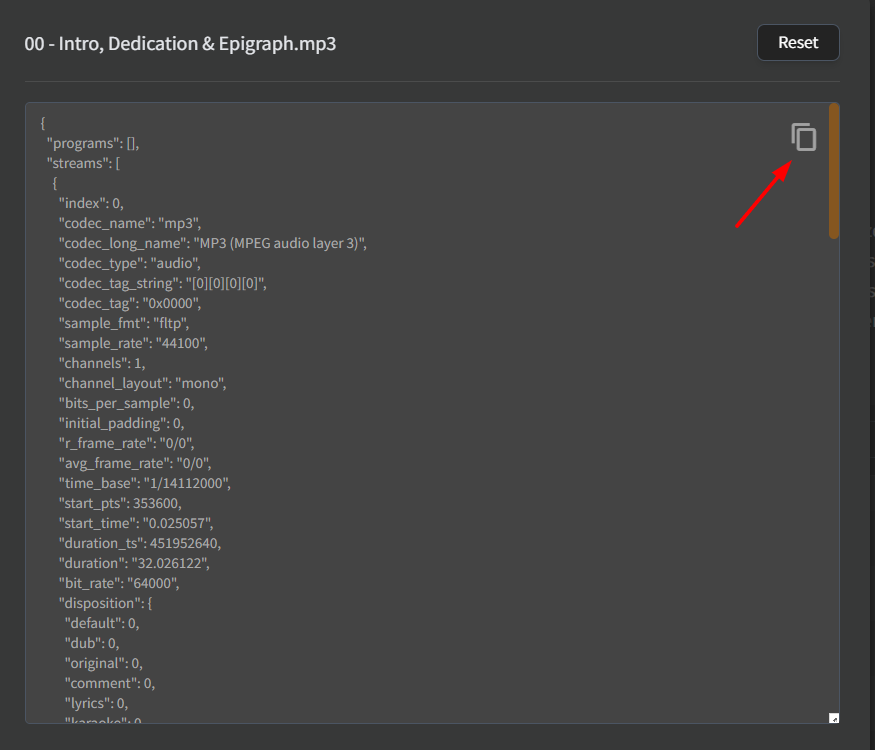 00 - Intro, Dedication & Epigraph.mp3
Reset
{
"programs": [],
"streams": [
{
"index": 0,
"codec_name": "mp3",
"codec_long_name": "MP3 (MPEG audio layer 3)",
"codec_type": "audio",
"codec_tag_string": "[0][0][0][0]",
"codec_tag": "0x0000",
"sample_fmt": "fltp",
"sample_rate": "44100",
"channels": 1,
"channel_layout": "mono",
"bits_per_sample": 0,
"initial_padding": 0,
"r_frame_rate": "0/0",
"avg_frame_rate": "0/0",
"time_base": "1/14112000",
"start_pts": 353600,
"start_time": "0.025057",
"duration_ts": 451952640,
"duration": "32.026122",
"bit_rate": "64000",
"disposition": {
"default": 0,
"dub": 0,
"original": 0,
"comment": 0,
"lyrics": 0,
"karaoke": 0